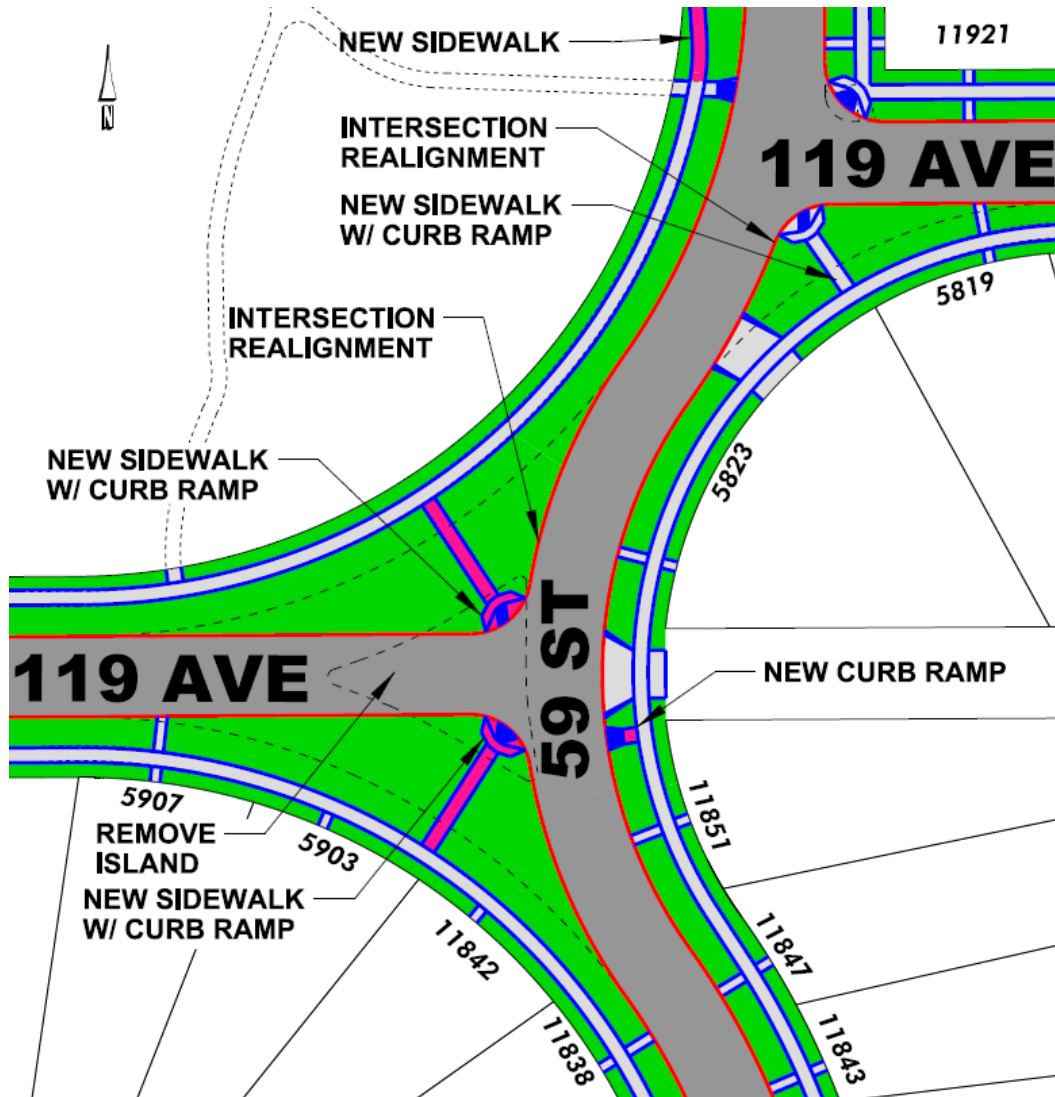 NEW SIDEWALK
11921
N
INTERSECTION
REALIGNMENT
119 AVE
NEW SIDEWALK
W/ CURB RAMP
5819
INTERSECTION
REALIGNMENT
NEW SIDEWALK
W/ CURB RAMP
5823
59 ST
119 AVE
NEW CURB RAMP
5907
11851
REMOVE
ISLAND
5903
NEW SIDEWALK
W/ CURB RAMP
11842
11847
11838
11843